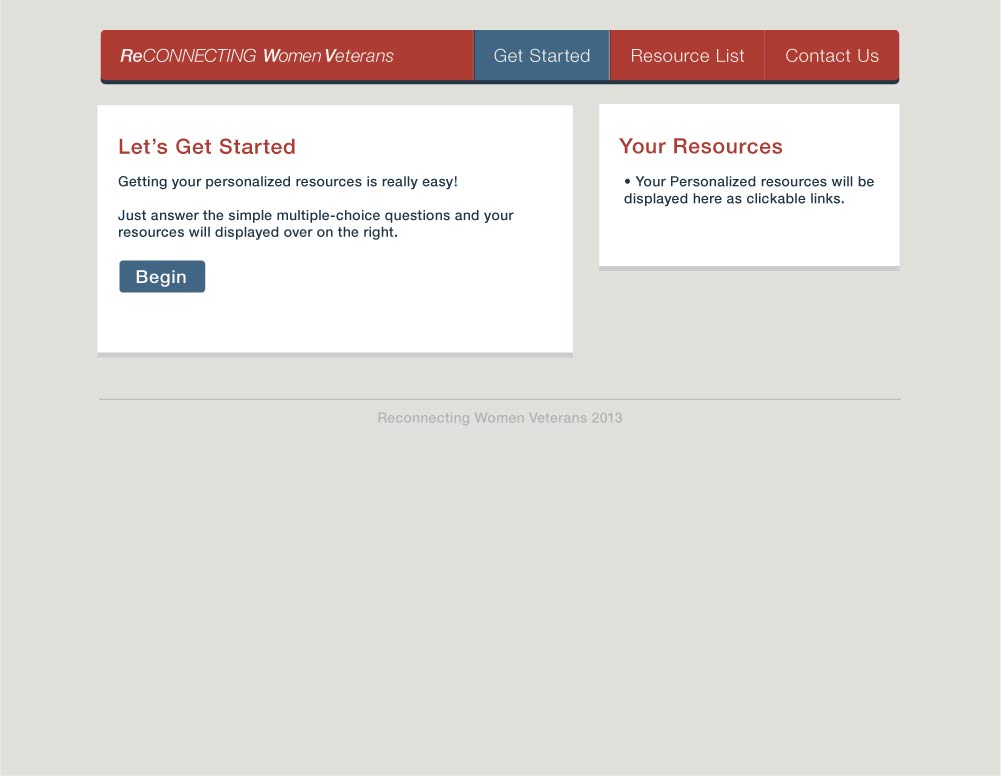 ReCONNECTING Women Veterans
Get Started
Resource List
Contact Us
Let's Get Started
Getting your personalized resources is really easy!
Just answer the simple multiple-choice questions and your
resources will displayed over on the right.
Begin
Your Resources
• Your Personalized resources will be
displayed here as clickable links.
Reconnecting Women Veterans 2013